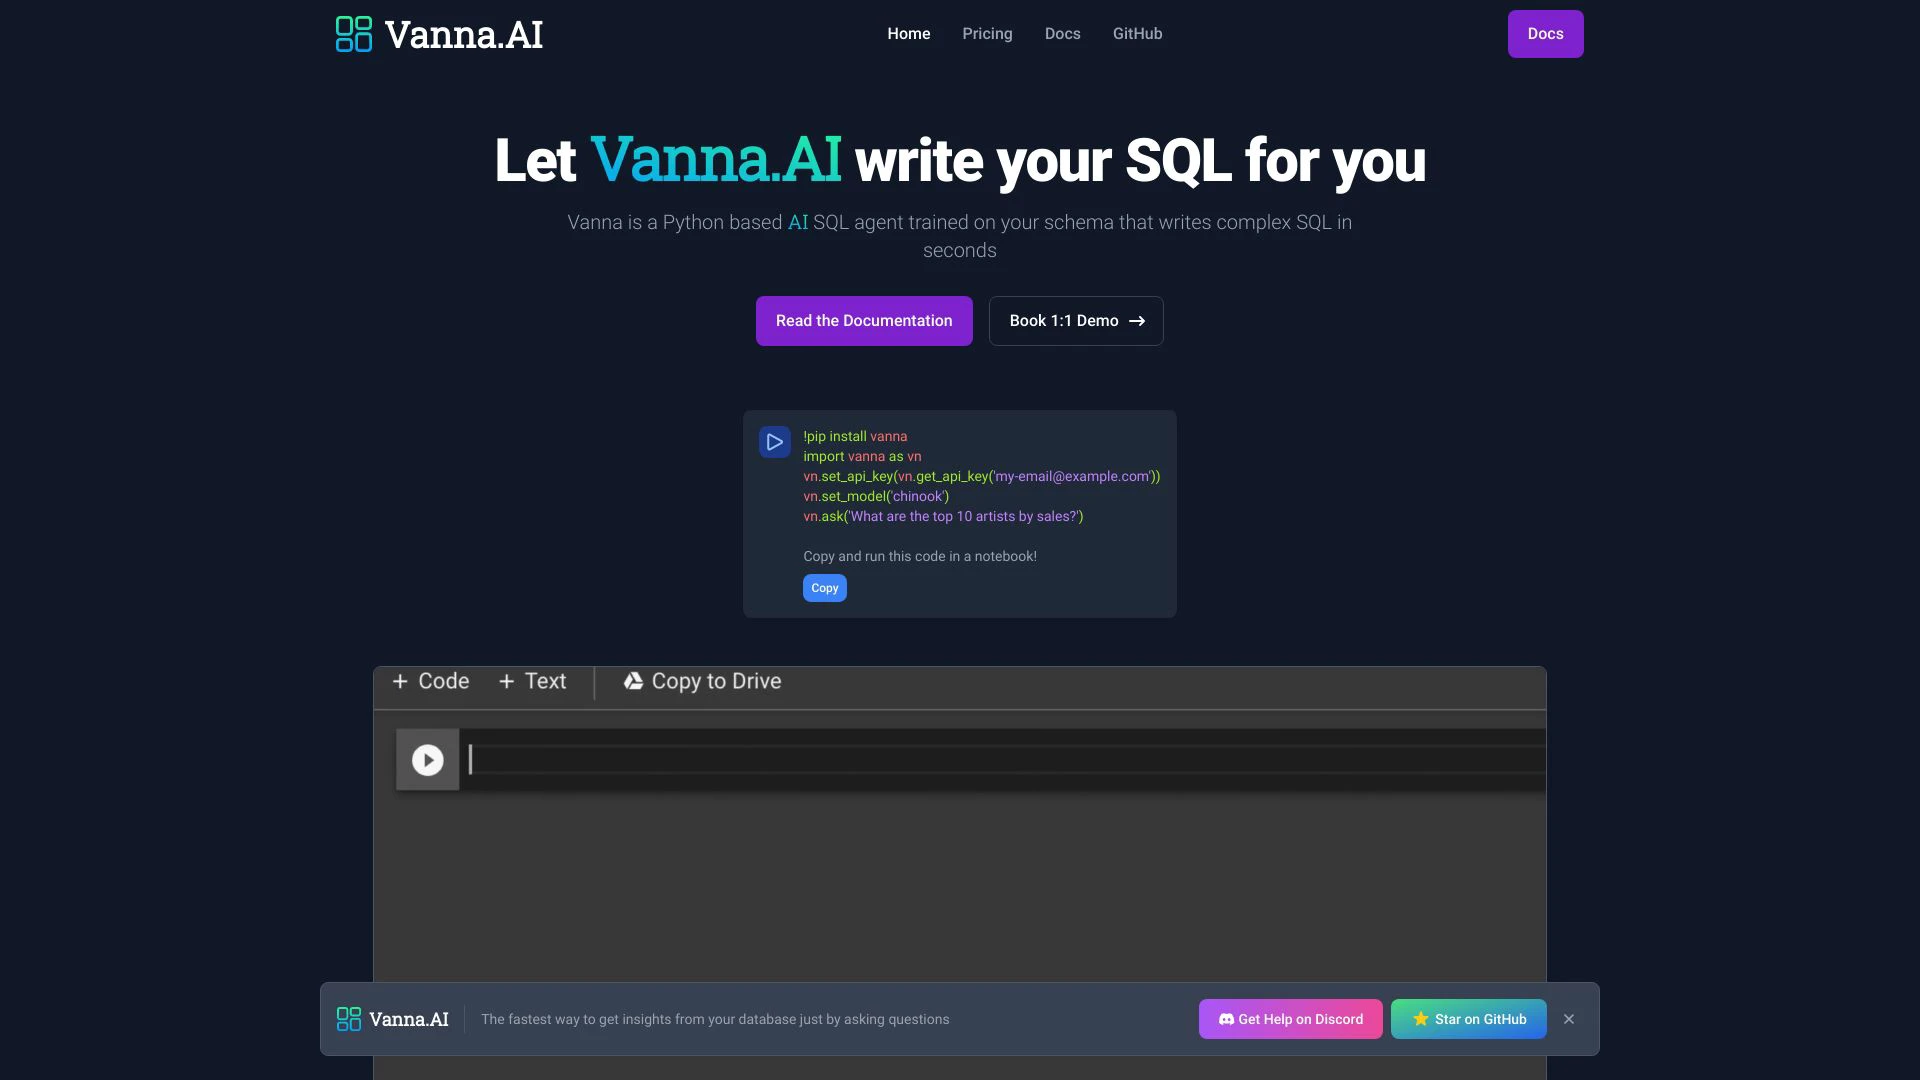 Vanna.AI
Home
Pricing
Docs
GitHub
Docs
Let Vanna.AI write your SQL for you
Vanna is a Python based AI SQL agent trained on your schema that writes complex SQL in
seconds
Read the Documentation
Book 1:1 Demo →
!pip install vanna
import vanna as vn
vn.set_api_key(vn.get_api_key('my-email@example.com'))
vn.set_model('chinook')
vn.ask('What are the top 10 artists by sales?')
Copy and run this code in a notebook!
Copy
+ Code
+ Text
Copy to Drive
Vanna.AI
The fastest way to get insights from your database just by asking questions
Get Help on Discord
⭐ Star on GitHub